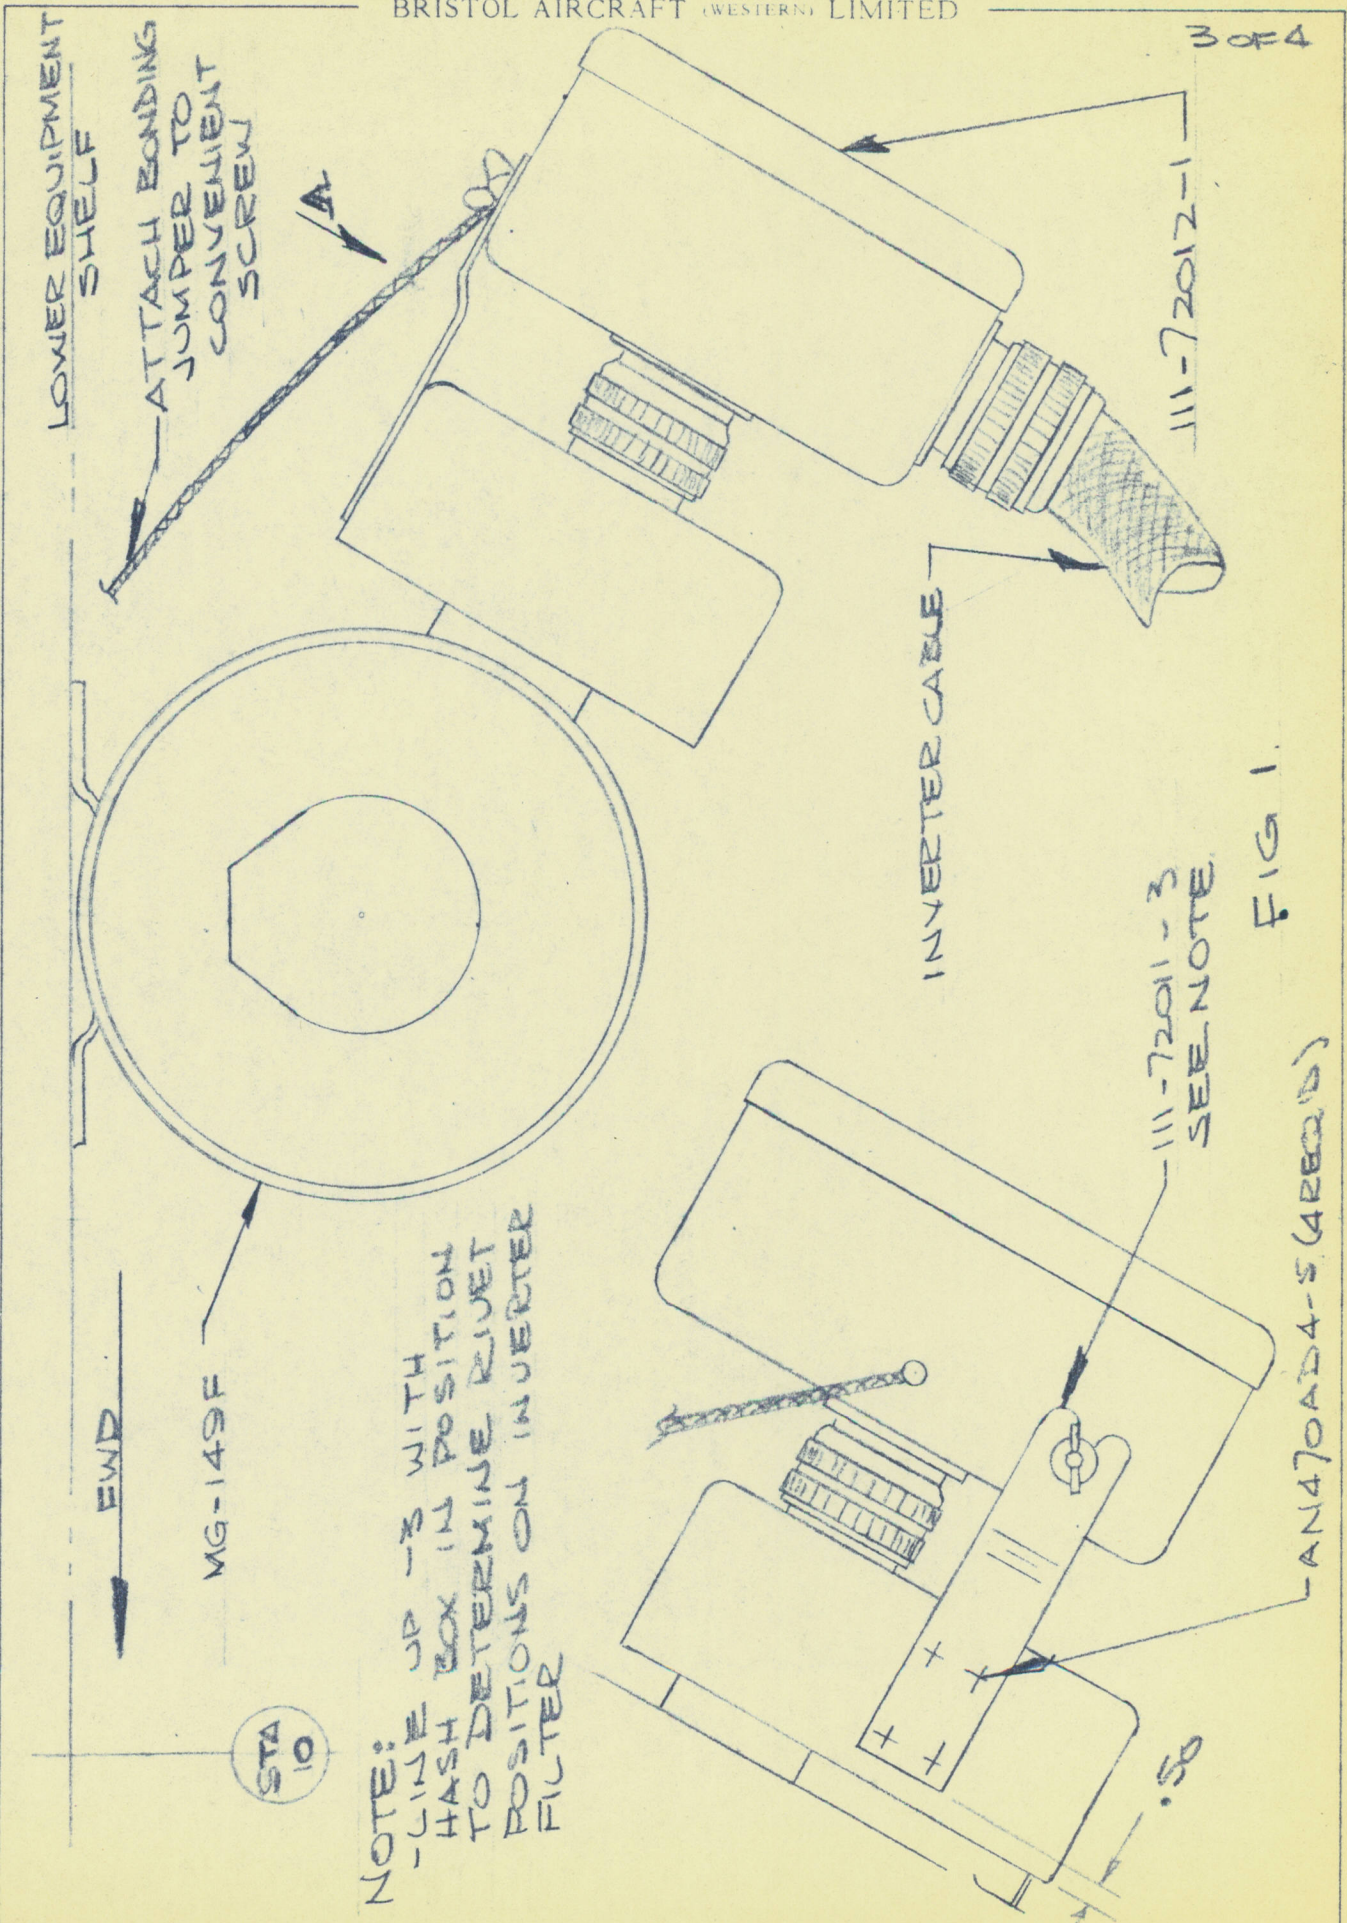 BRISTOL AIRCRAFT (WESTERN) LIMITED
3 OF 4
LOWER EQUIPMENT
SHELF
ATTACH BONDING
JUMPER TO
CONVENIENT
SCREW
A
111-72012-1
INVERTER CABLE
FWD
MG-149F
STA
10
NOTE:
-LINE UP -3 WITH
HASH BOX IN POSITION
TO DETERMINE RIVET
POSITIONS ON INVERTER
FILTER
111-72011-3
SEE NOTE
AN470AD4-5 (4 REQ'D)
.50
FIG 1.